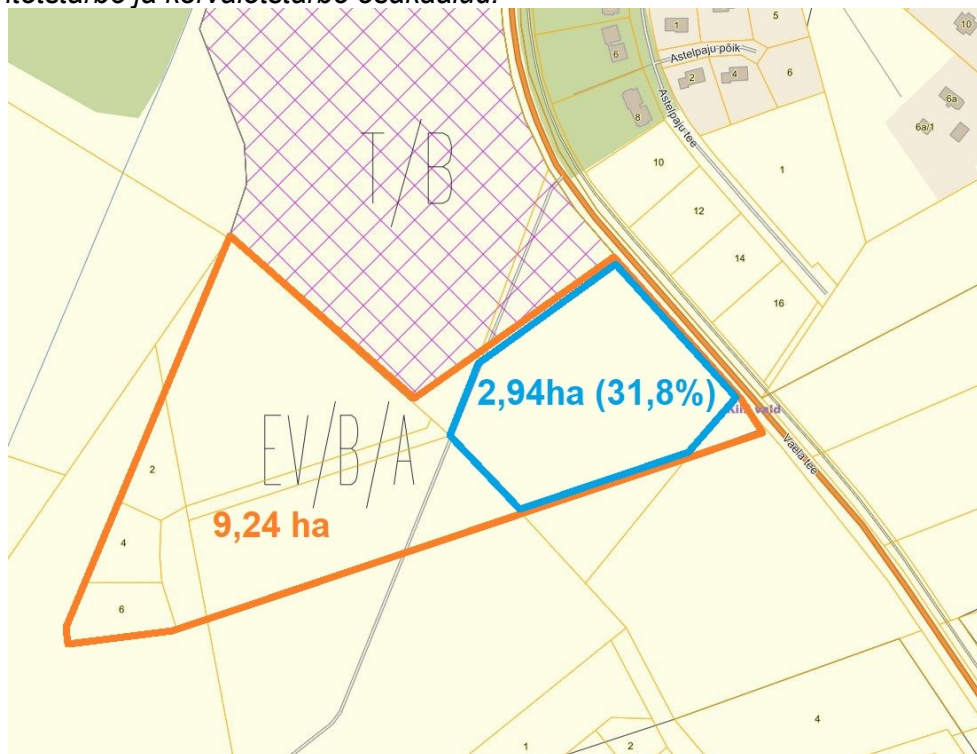 ja kõrvalotstarbe osakaalud.
1
5
10
6
Astelpaju põik
2
4
6
6a
8
Astelpaju tee
6a/1
T/B
10
1
12
14
16
2,94ha (31,8%)
Kiili vald
EV/B/A
Vaela tee
2
9,24 ha
4
6
4
1
2